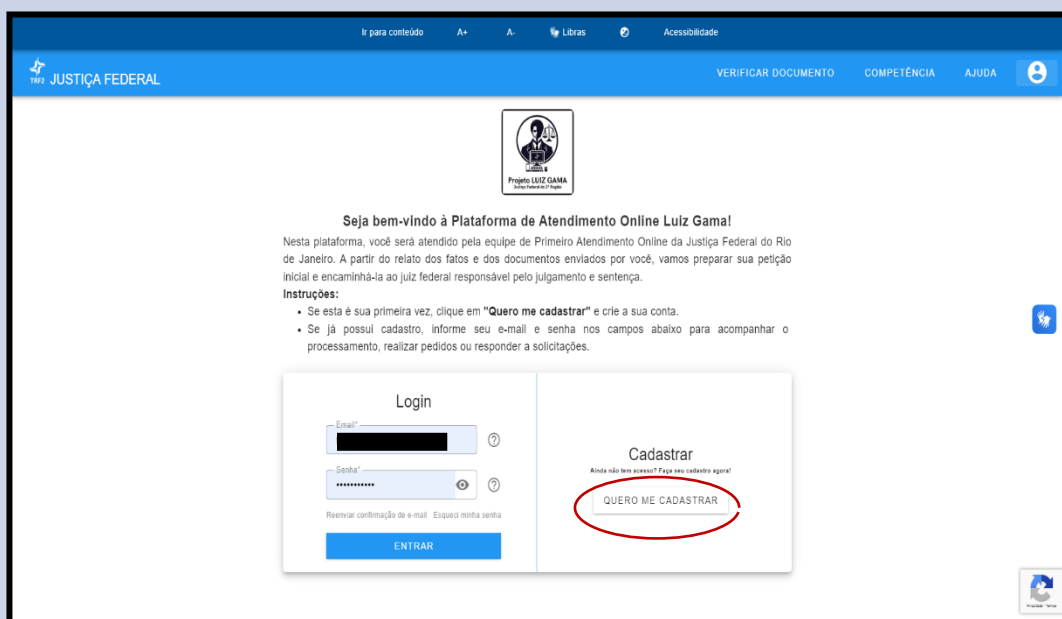 Ir para conteúdo A+ A- Libras Acessibilidade
TRF2 JUSTIÇA FEDERAL VERIFICAR DOCUMENTO COMPETÊNCIA AJUDA
Projeto LUIZ GAMA
Justiça Federal da 2ª Região
Seja bem-vindo à Plataforma de Atendimento Online Luiz Gama!
Nesta plataforma, você será atendido pela equipe de Primeiro Atendimento Online da Justiça Federal do Rio
de Janeiro. A partir do relato dos fatos e dos documentos enviados por você, vamos preparar sua petição
inicial e encaminhá-la ao juiz federal responsável pelo julgamento e sentença.
Instruções:
• Se esta é sua primeira vez, clique em "Quero me cadastrar" e crie a sua conta.
• Se já possui cadastro, informe seu e-mail e senha nos campos abaixo para acompanhar o
processamento, realizar pedidos ou responder a solicitações.
Login
Email*
Senha*
Reenviar confirmação de e-mail Esqueci minha senha
ENTRAR
Cadastrar
Ainda não tem acesso? Faça seu cadastro agora!
QUERO ME CADASTRAR